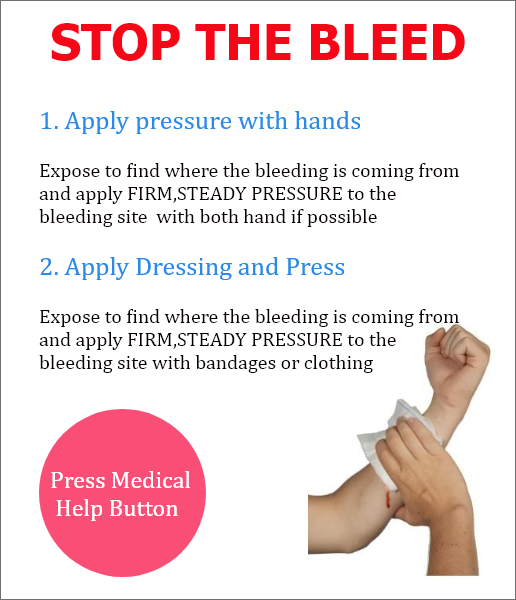 STOP THE BLEED
1. Apply pressure with hands
Expose to find where the bleeding is coming from
and apply FIRM,STEADY PRESSURE to the
bleeding site  with both hand if possible
2. Apply Dressing and Press
Expose to find where the bleeding is coming from
and apply FIRM,STEADY PRESSURE to the
bleeding site with bandages or clothing
Press Medical
Help Button